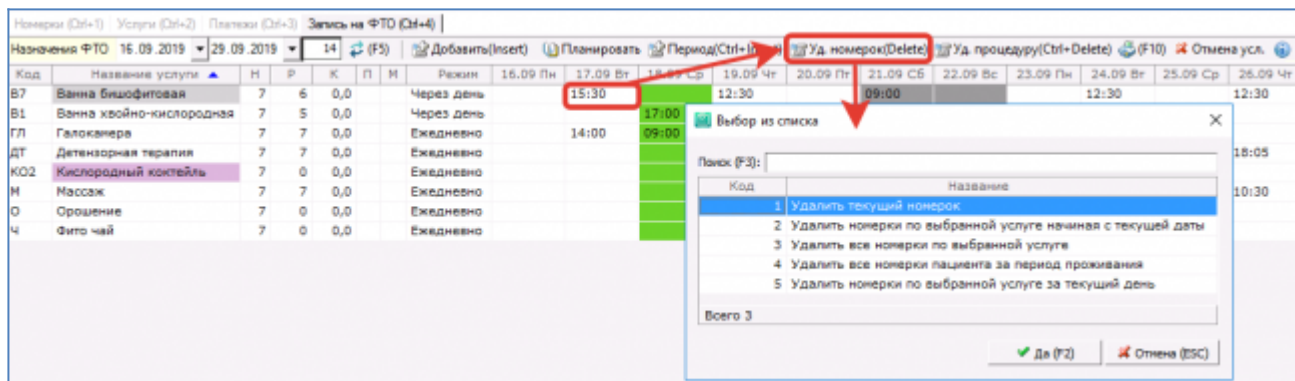 Номерки (Ctrl+1) Услуги (Ctrl+2) Платежи (Ctrl+3) Запись на ФТО (Ctrl+4)
Назначения ФТО 16.09.2019 29.09.2019 14 (F5) Добавить(Insert) Планировать Период(Ctrl+ Уд. номерок(Delete) Уд. процедуру(Ctrl+Delete) (F10) Отмена усл.
Код Название услуги Н Р К П М Режим 16.09 Пн 17.09 Вт 18.09 Ср 19.09 Чт 20.09 Пт 21.09 Сб 22.09 Вс 23.09 Пн 24.09 Вт 25.09 Ср 26.09 Чт
В7 Ванна бишофитовая 7 6 0,0 Через день 15:30 12:30 09:00 12:30 12:30
В1 Ванна хвойно-кислородная 7 5 0,0 Через день 17:00
ГЛ Галокамера 7 7 0,0 Ежедневно 14:00 09:00
ДТ Детензорная терапия 7 7 0,0 Ежедневно 18:05
КО2 Кислородный коктейль 7 0 0,0 Ежедневно
М Массаж 7 7 0,0 Ежедневно 10:30
О Орошение 7 0 0,0 Ежедневно
Ч Фито чай 7 0 0,0 Ежедневно
Выбор из списка
Поиск (F3):
Код Название
1 Удалить текущий номерок
2 Удалить номерки по выбранной услуге начиная с текущей даты
3 Удалить все номерки по выбранной услуге
4 Удалить все номерки пациента за период проживания
5 Удалить номерки по выбранной услуге за текущий день
Всего 3
Да (F2) Отмена (ESC)